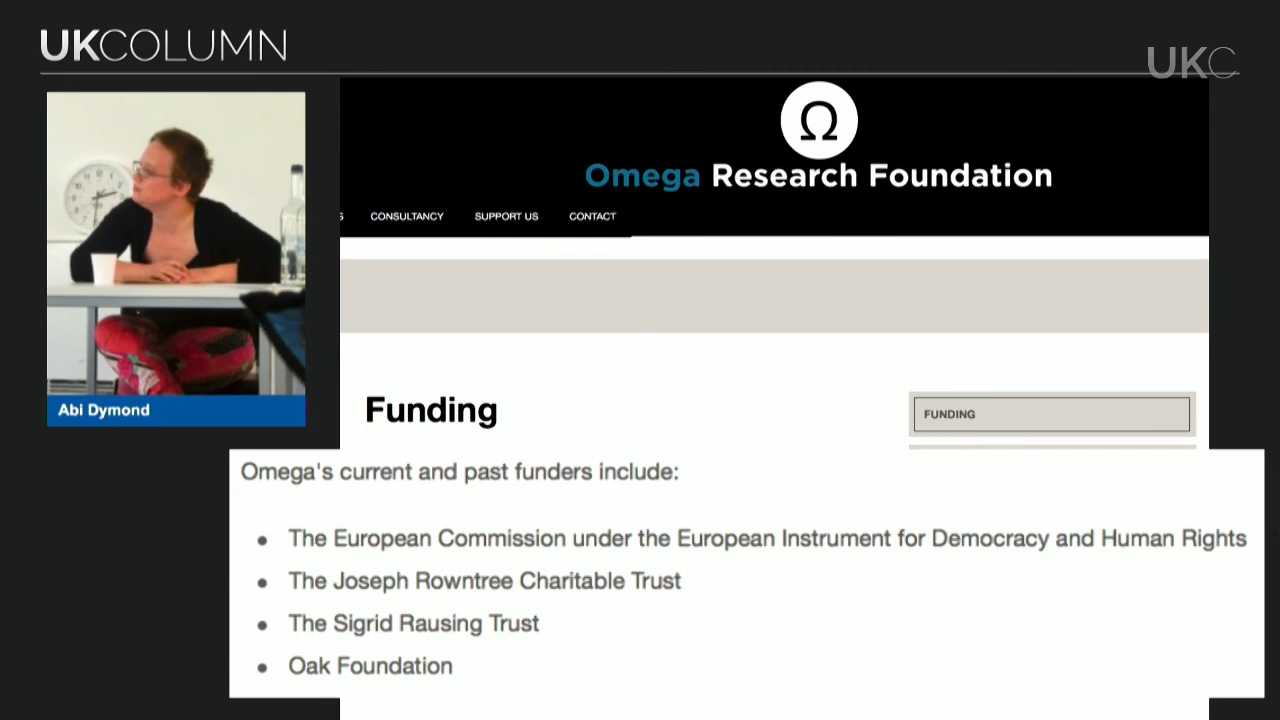 UKCOLUMN
UKC
Ω
Omega Research Foundation
S CONSULTANCY SUPPORT US CONTACT
Abi Dymond
Funding
FUNDING
Omega's current and past funders include:
• The European Commission under the European Instrument for Democracy and Human Rights
• The Joseph Rowntree Charitable Trust
• The Sigrid Rausing Trust
• Oak Foundation